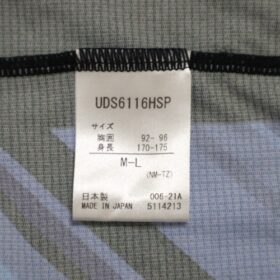 UDS6116HSP
サイズ
胸囲 92- 96
身長 170-175
M-L
(NM-TZ)
日本製 006-21A
MADE IN JAPAN 5114213